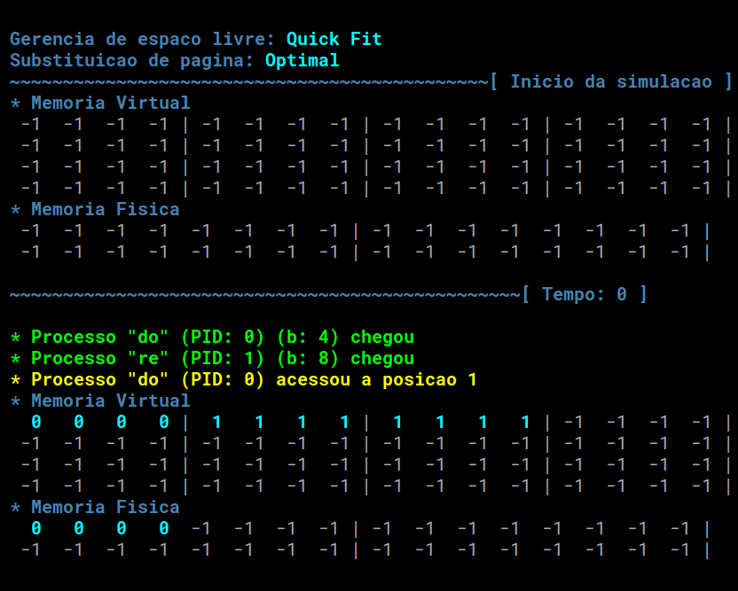 Gerencia de espaco livre: Quick Fit
Substituicao de pagina: Optimal
~~~~~~~~~~~~~~~~~~~~~~~~~~~~~~~~~~~~~~~~~~~~~[ Inicio da simulacao ]
* Memoria Virtual
-1 -1 -1 -1 | -1 -1 -1 -1 | -1 -1 -1 -1 | -1 -1 -1 -1 |
-1 -1 -1 -1 | -1 -1 -1 -1 | -1 -1 -1 -1 | -1 -1 -1 -1 |
-1 -1 -1 -1 | -1 -1 -1 -1 | -1 -1 -1 -1 | -1 -1 -1 -1 |
-1 -1 -1 -1 | -1 -1 -1 -1 | -1 -1 -1 -1 | -1 -1 -1 -1 |
* Memoria Fisica
-1 -1 -1 -1 -1 -1 -1 -1 | -1 -1 -1 -1 -1 -1 -1 -1 |
-1 -1 -1 -1 -1 -1 -1 -1 | -1 -1 -1 -1 -1 -1 -1 -1 |
~~~~~~~~~~~~~~~~~~~~~~~~~~~~~~~~~~~~~~~~~~~~~~~~[ Tempo: 0 ]
* Processo "do" (PID: 0) (b: 4) chegou
* Processo "re" (PID: 1) (b: 8) chegou
* Processo "do" (PID: 0) acessou a posicao 1
* Memoria Virtual
0 0 0 0 | 1 1 1 1 | 1 1 1 1 | -1 -1 -1 -1 |
-1 -1 -1 -1 | -1 -1 -1 -1 | -1 -1 -1 -1 | -1 -1 -1 -1 |
-1 -1 -1 -1 | -1 -1 -1 -1 | -1 -1 -1 -1 | -1 -1 -1 -1 |
-1 -1 -1 -1 | -1 -1 -1 -1 | -1 -1 -1 -1 | -1 -1 -1 -1 |
* Memoria Fisica
0 0 0 0 -1 -1 -1 -1 | -1 -1 -1 -1 -1 -1 -1 -1 |
-1 -1 -1 -1 -1 -1 -1 -1 | -1 -1 -1 -1 -1 -1 -1 -1 |